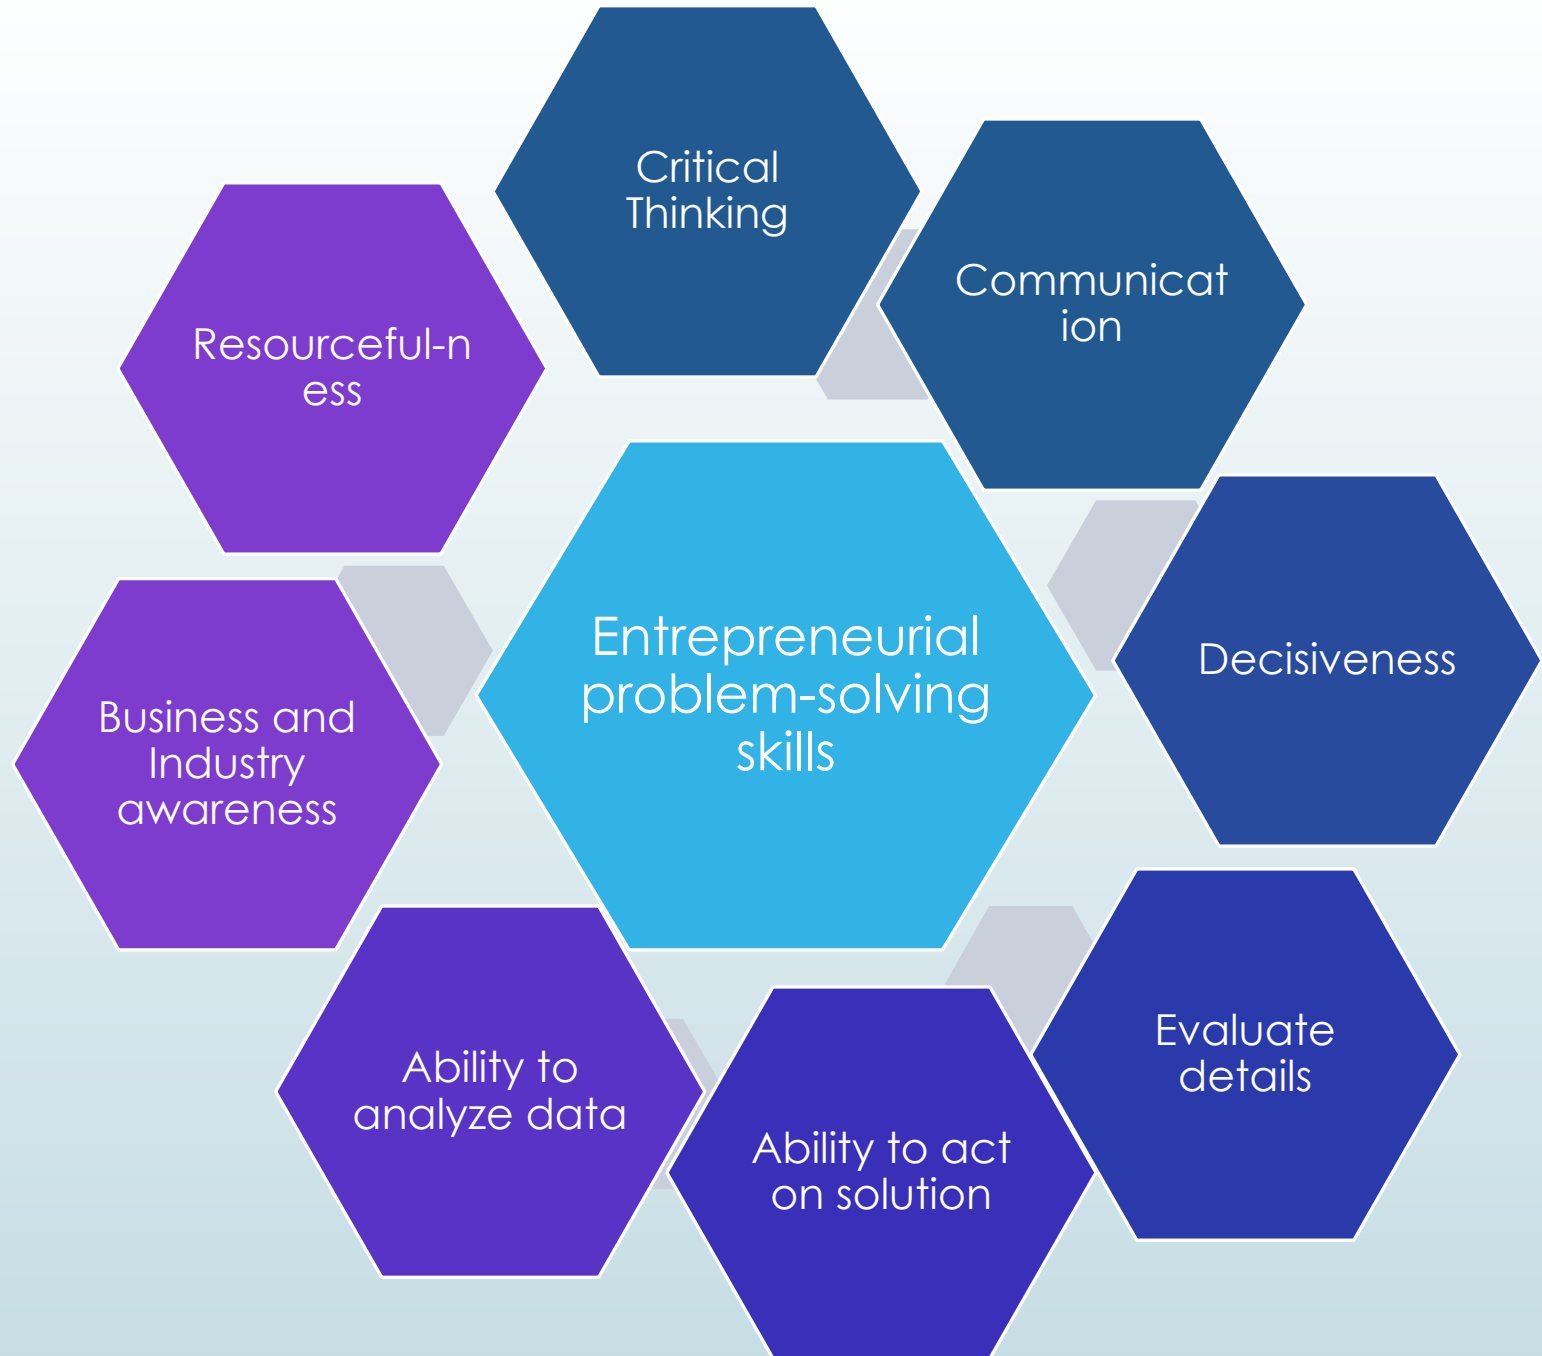 Critical
Thinking
Communicat
ion
Resourceful-n
ess
Entrepreneurial
problem-solving
skills
Decisiveness
Business and
Industry
awareness
Evaluate
details
Ability to
analyze data
Ability to act
on solution